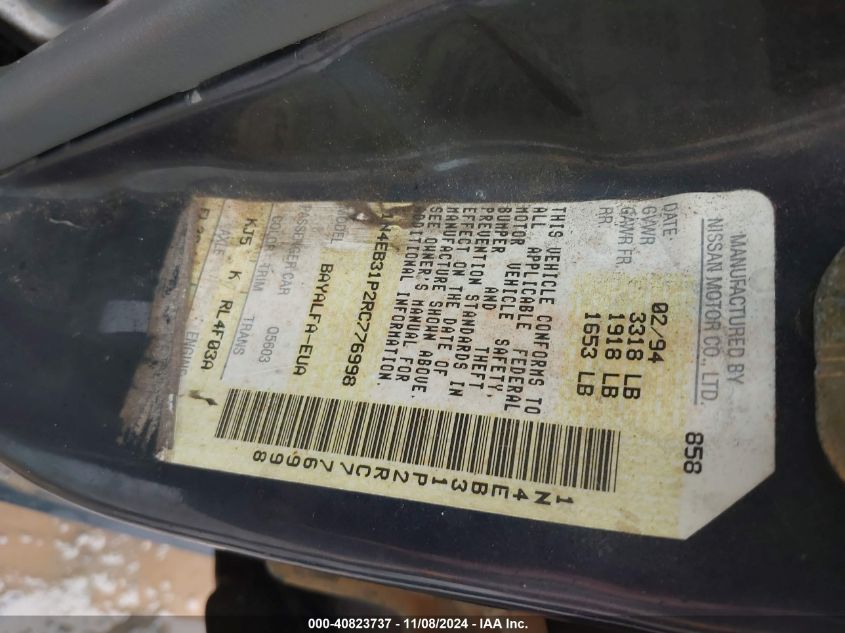 MANUFACTURED BY
NISSAN MOTOR CO., LTD.
858
DATE: 02/94
GVWR 3318 LB
GAWR FR 1918 LB
RR 1653 LB
THIS VEHICLE CONFORMS TO
ALL APPLICABLE FEDERAL
MOTOR VEHICLE SAFETY,
BUMPER AND THEFT
PREVENTION STANDARDS IN
EFFECT ON THE DATE OF
MANUFACTURE SHOWN ABOVE.
SEE OWNER'S MANUAL FOR
ADDITIONAL INFORMATION.
1N4EB31P2RC776998
1N4EB31P2RC776998
PASSENGER CAR
MODEL BAYALFA-EUA
COLOR TRIM TRANS Q5603
KJ5 K RL4F03A
AXLE ENGINE
000-40823737 - 11/08/2024 - IAA Inc.